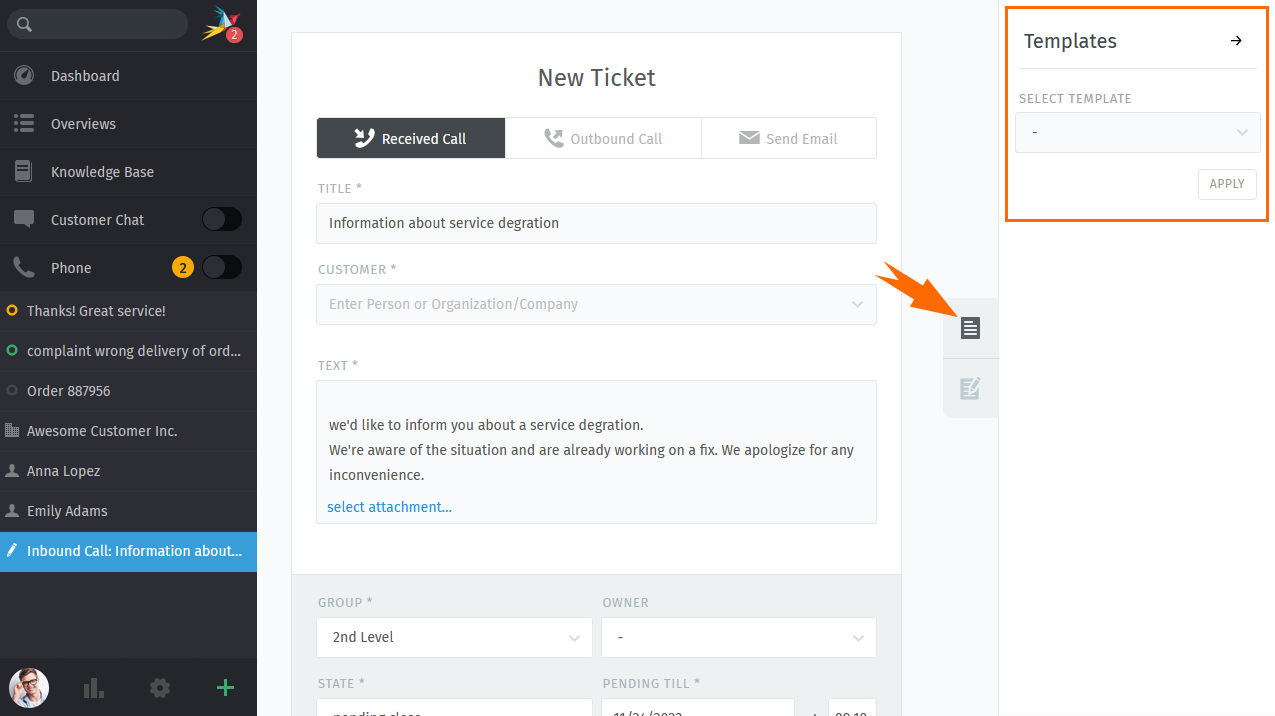 2
Dashboard
Overviews
Knowledge Base
Customer Chat
Phone 2
Thanks! Great service!
complaint wrong delivery of ord...
Order 887956
Awesome Customer Inc.
Anna Lopez
Emily Adams
Inbound Call: Information about...
New Ticket
Received Call Outbound Call Send Email
TITLE *
Information about service degration
CUSTOMER *
Enter Person or Organization/Company
TEXT *
we'd like to inform you about a service degration.
We're aware of the situation and are already working on a fix. We apologize for any
inconvenience.
select attachment...
GROUP * OWNER
2nd Level -
STATE * PENDING TILL *
Templates
SELECT TEMPLATE
-
APPLY